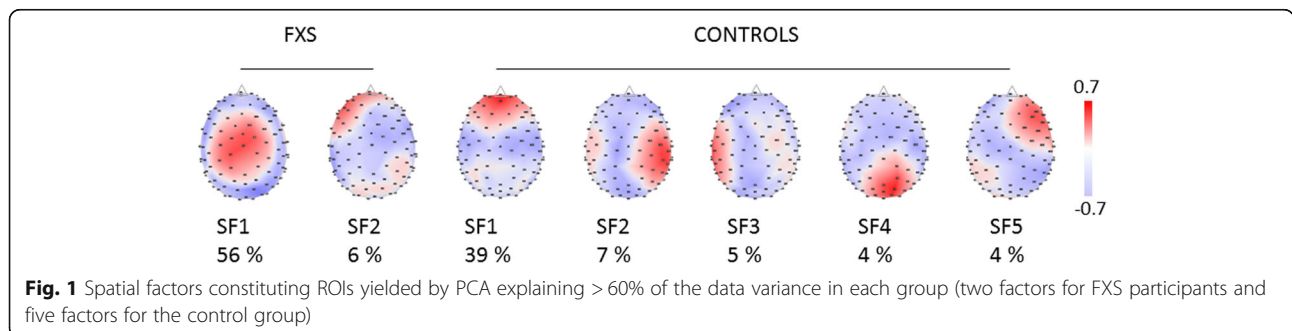 FXS CONTROLS
0.7
-0.7
SF1 SF2 SF1 SF2 SF3 SF4 SF5
56 % 6 % 39 % 7 % 5 % 4 % 4 %
Fig. 1 Spatial factors constituting ROIs yielded by PCA explaining > 60% of the data variance in each group (two factors for FXS participants and
five factors for the control group)